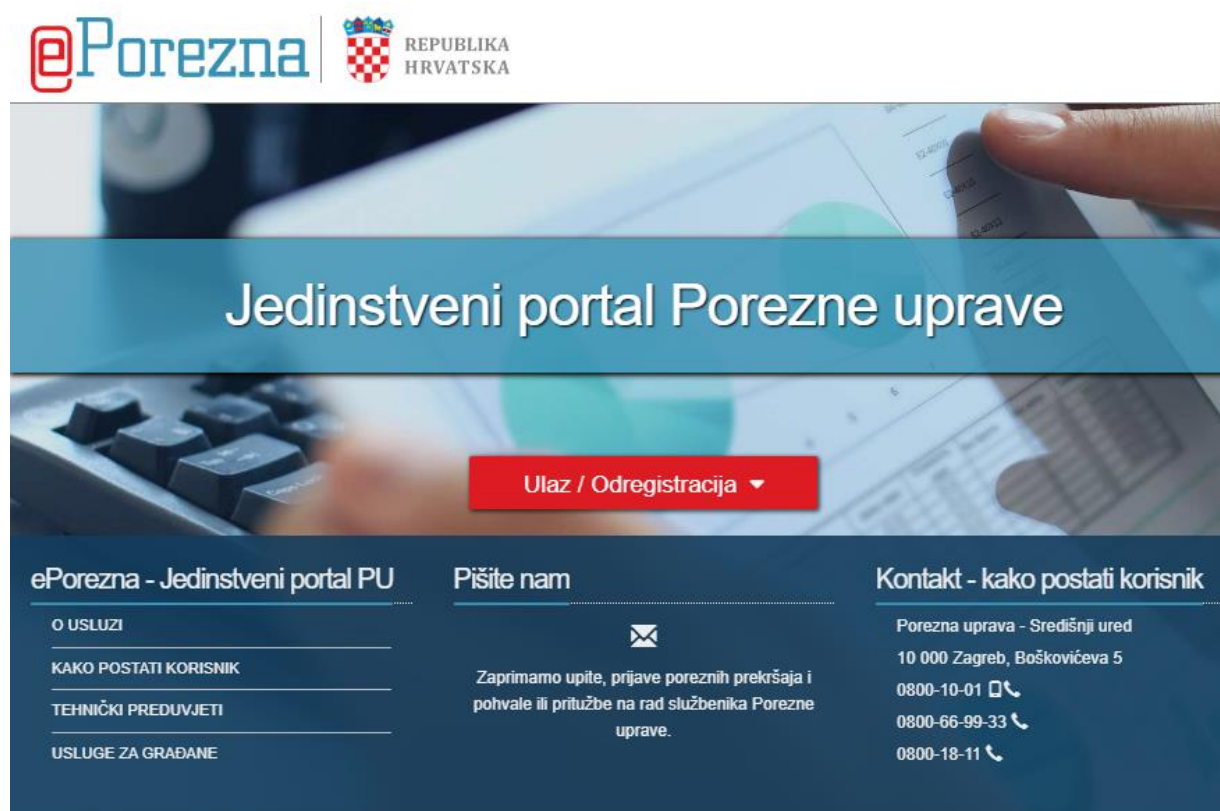 ePorezna
REPUBLIKA
HRVATSKA
Jedinstveni portal Porezne uprave
Ulaz / Odregistracija
ePorezna - Jedinstveni portal PU
O USLUZI
KAKO POSTATI KORISNIK
TEHNIČKI PREDUVJETI
USLUGE ZA GRAĐANE
Pišite nam
Zaprimamo upite, prijave poreznih prekršaja i
pohvale ili pritužbe na rad službenika Porezne
uprave.
Kontakt - kako postati korisnik
Porezna uprava - Središnji ured
10 000 Zagreb, Boškovićeva 5
0800-10-01
0800-66-99-33
0800-18-11